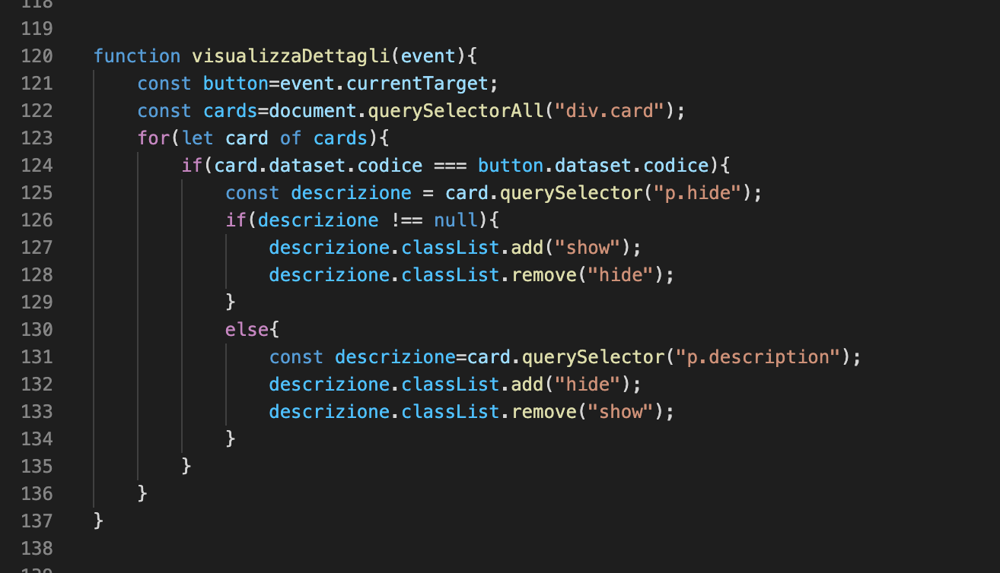 118
119
120 function visualizzaDettagli(event){
121 const button=event.currentTarget;
122 const cards=document.querySelectorAll("div.card");
123 for(let card of cards){
124 if(card.dataset.codice === button.dataset.codice){
125 const descrizione = card.querySelector("p.hide");
126 if(descrizione !== null){
127 descrizione.classList.add("show");
128 descrizione.classList.remove("hide");
129 }
130 else{
131 const descrizione=card.querySelector("p.description");
132 descrizione.classList.add("hide");
133 descrizione.classList.remove("show");
134 }
135 }
136 }
137 }
138
139